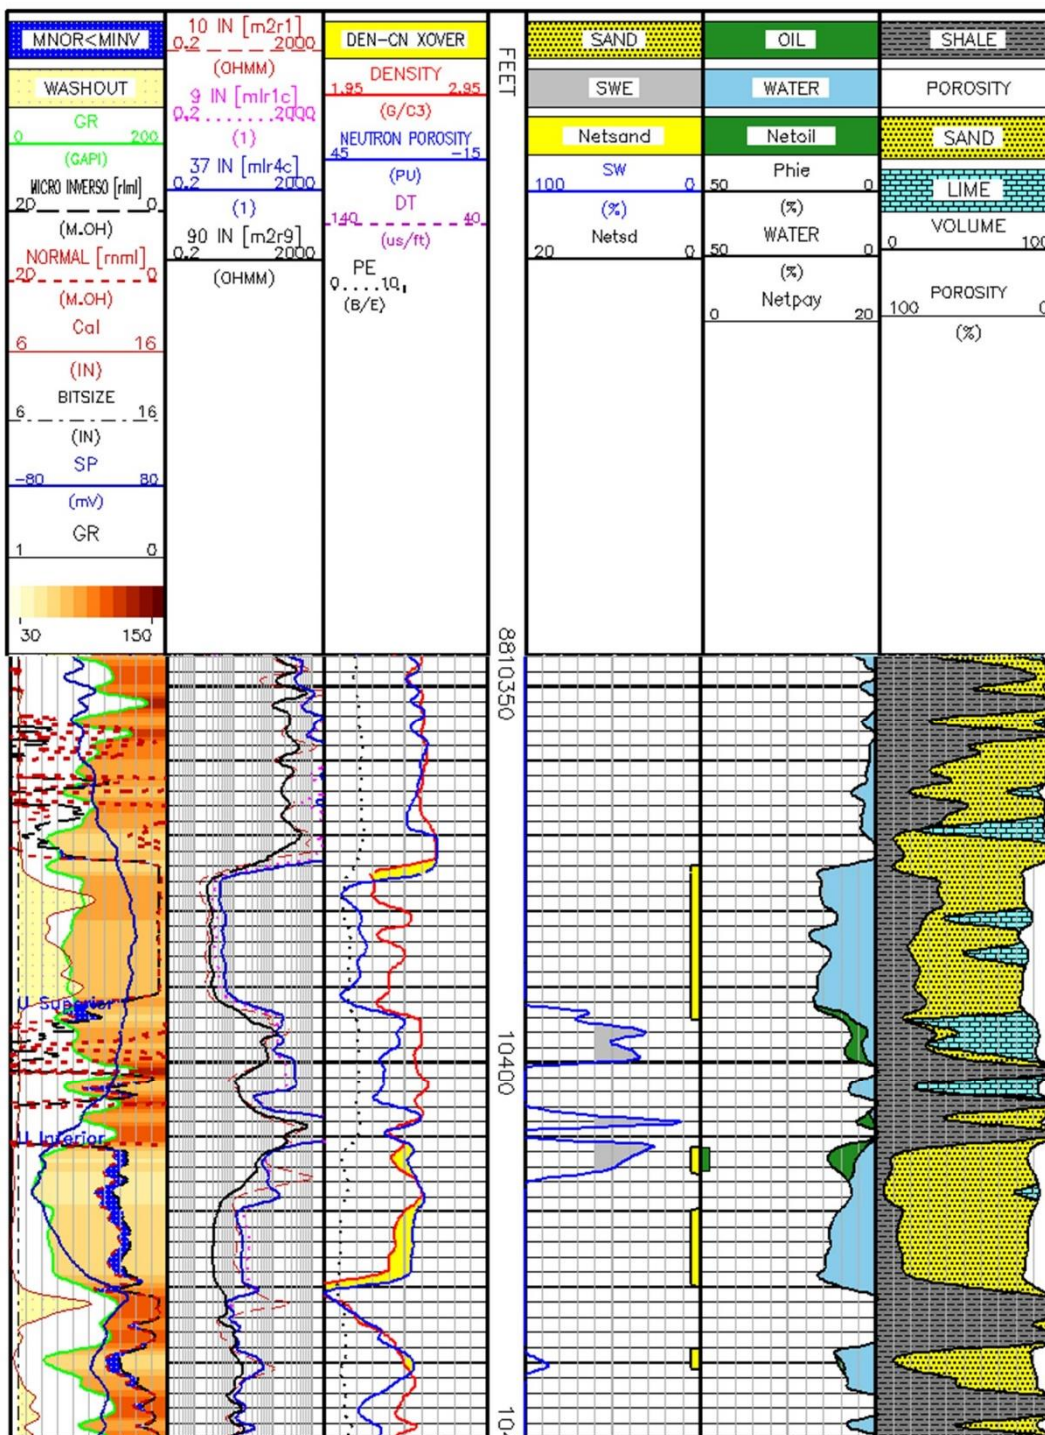 MNOR<MINV
WASHOUT
GR
0 200
(GAPI)
MICRO INVERSO [rlml]
20 0
(M.OH)
NORMAL [rnml]
20 0
(M.OH)
Cal
6 16
(IN)
BITSIZE
6 16
(IN)
SP
-80 80
(mV)
GR
1 0
30 150
10 IN [m2r1]
0.2 2000
(OHMM)
9 IN [mlr1c]
0.2 2000
(1)
37 IN [mlr4c]
0.2 2000
(1)
90 IN [m2r9]
0.2 2000
(OHMM)
DEN-CN XOVER
DENSITY
1.95 2.95
(G/C3)
NEUTRON POROSITY
45 -15
(PU)
DT
140 40
(us/ft)
PE
0 10
(B/E)
FEET
SAND
SWE
Netsand
SW
100 0
(%)
Netsd
20 0
OIL
WATER
Netoil
Phie
50 0
(%)
WATER
50 0
(%)
Netpay
0 20
SHALE
POROSITY
SAND
LIME
VOLUME
0 100
POROSITY
100 0
(%)
8810350
U Superior
10400
U Inferior